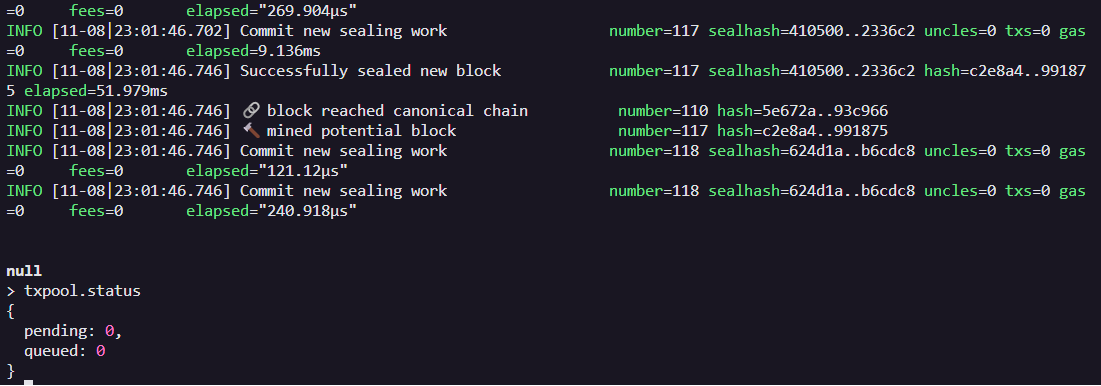 =0     fees=0       elapsed="269.904µs"
INFO [11-08|23:01:46.702] Commit new sealing work                  number=117 sealhash=410500..2336c2 uncles=0 txs=0 gas
=0     fees=0       elapsed=9.136ms
INFO [11-08|23:01:46.746] Successfully sealed new block            number=117 sealhash=410500..2336c2 hash=c2e8a4..99187
5 elapsed=51.979ms
INFO [11-08|23:01:46.746] 🔗 block reached canonical chain          number=110 hash=5e672a..93c966
INFO [11-08|23:01:46.746] 🔨 mined potential block                  number=117 hash=c2e8a4..991875
INFO [11-08|23:01:46.746] Commit new sealing work                  number=118 sealhash=624d1a..b6cdc8 uncles=0 txs=0 gas
=0     fees=0       elapsed="121.12µs"
INFO [11-08|23:01:46.746] Commit new sealing work                  number=118 sealhash=624d1a..b6cdc8 uncles=0 txs=0 gas
=0     fees=0       elapsed="240.918µs"
null
> txpool.status
{
  pending: 0,
  queued: 0
}